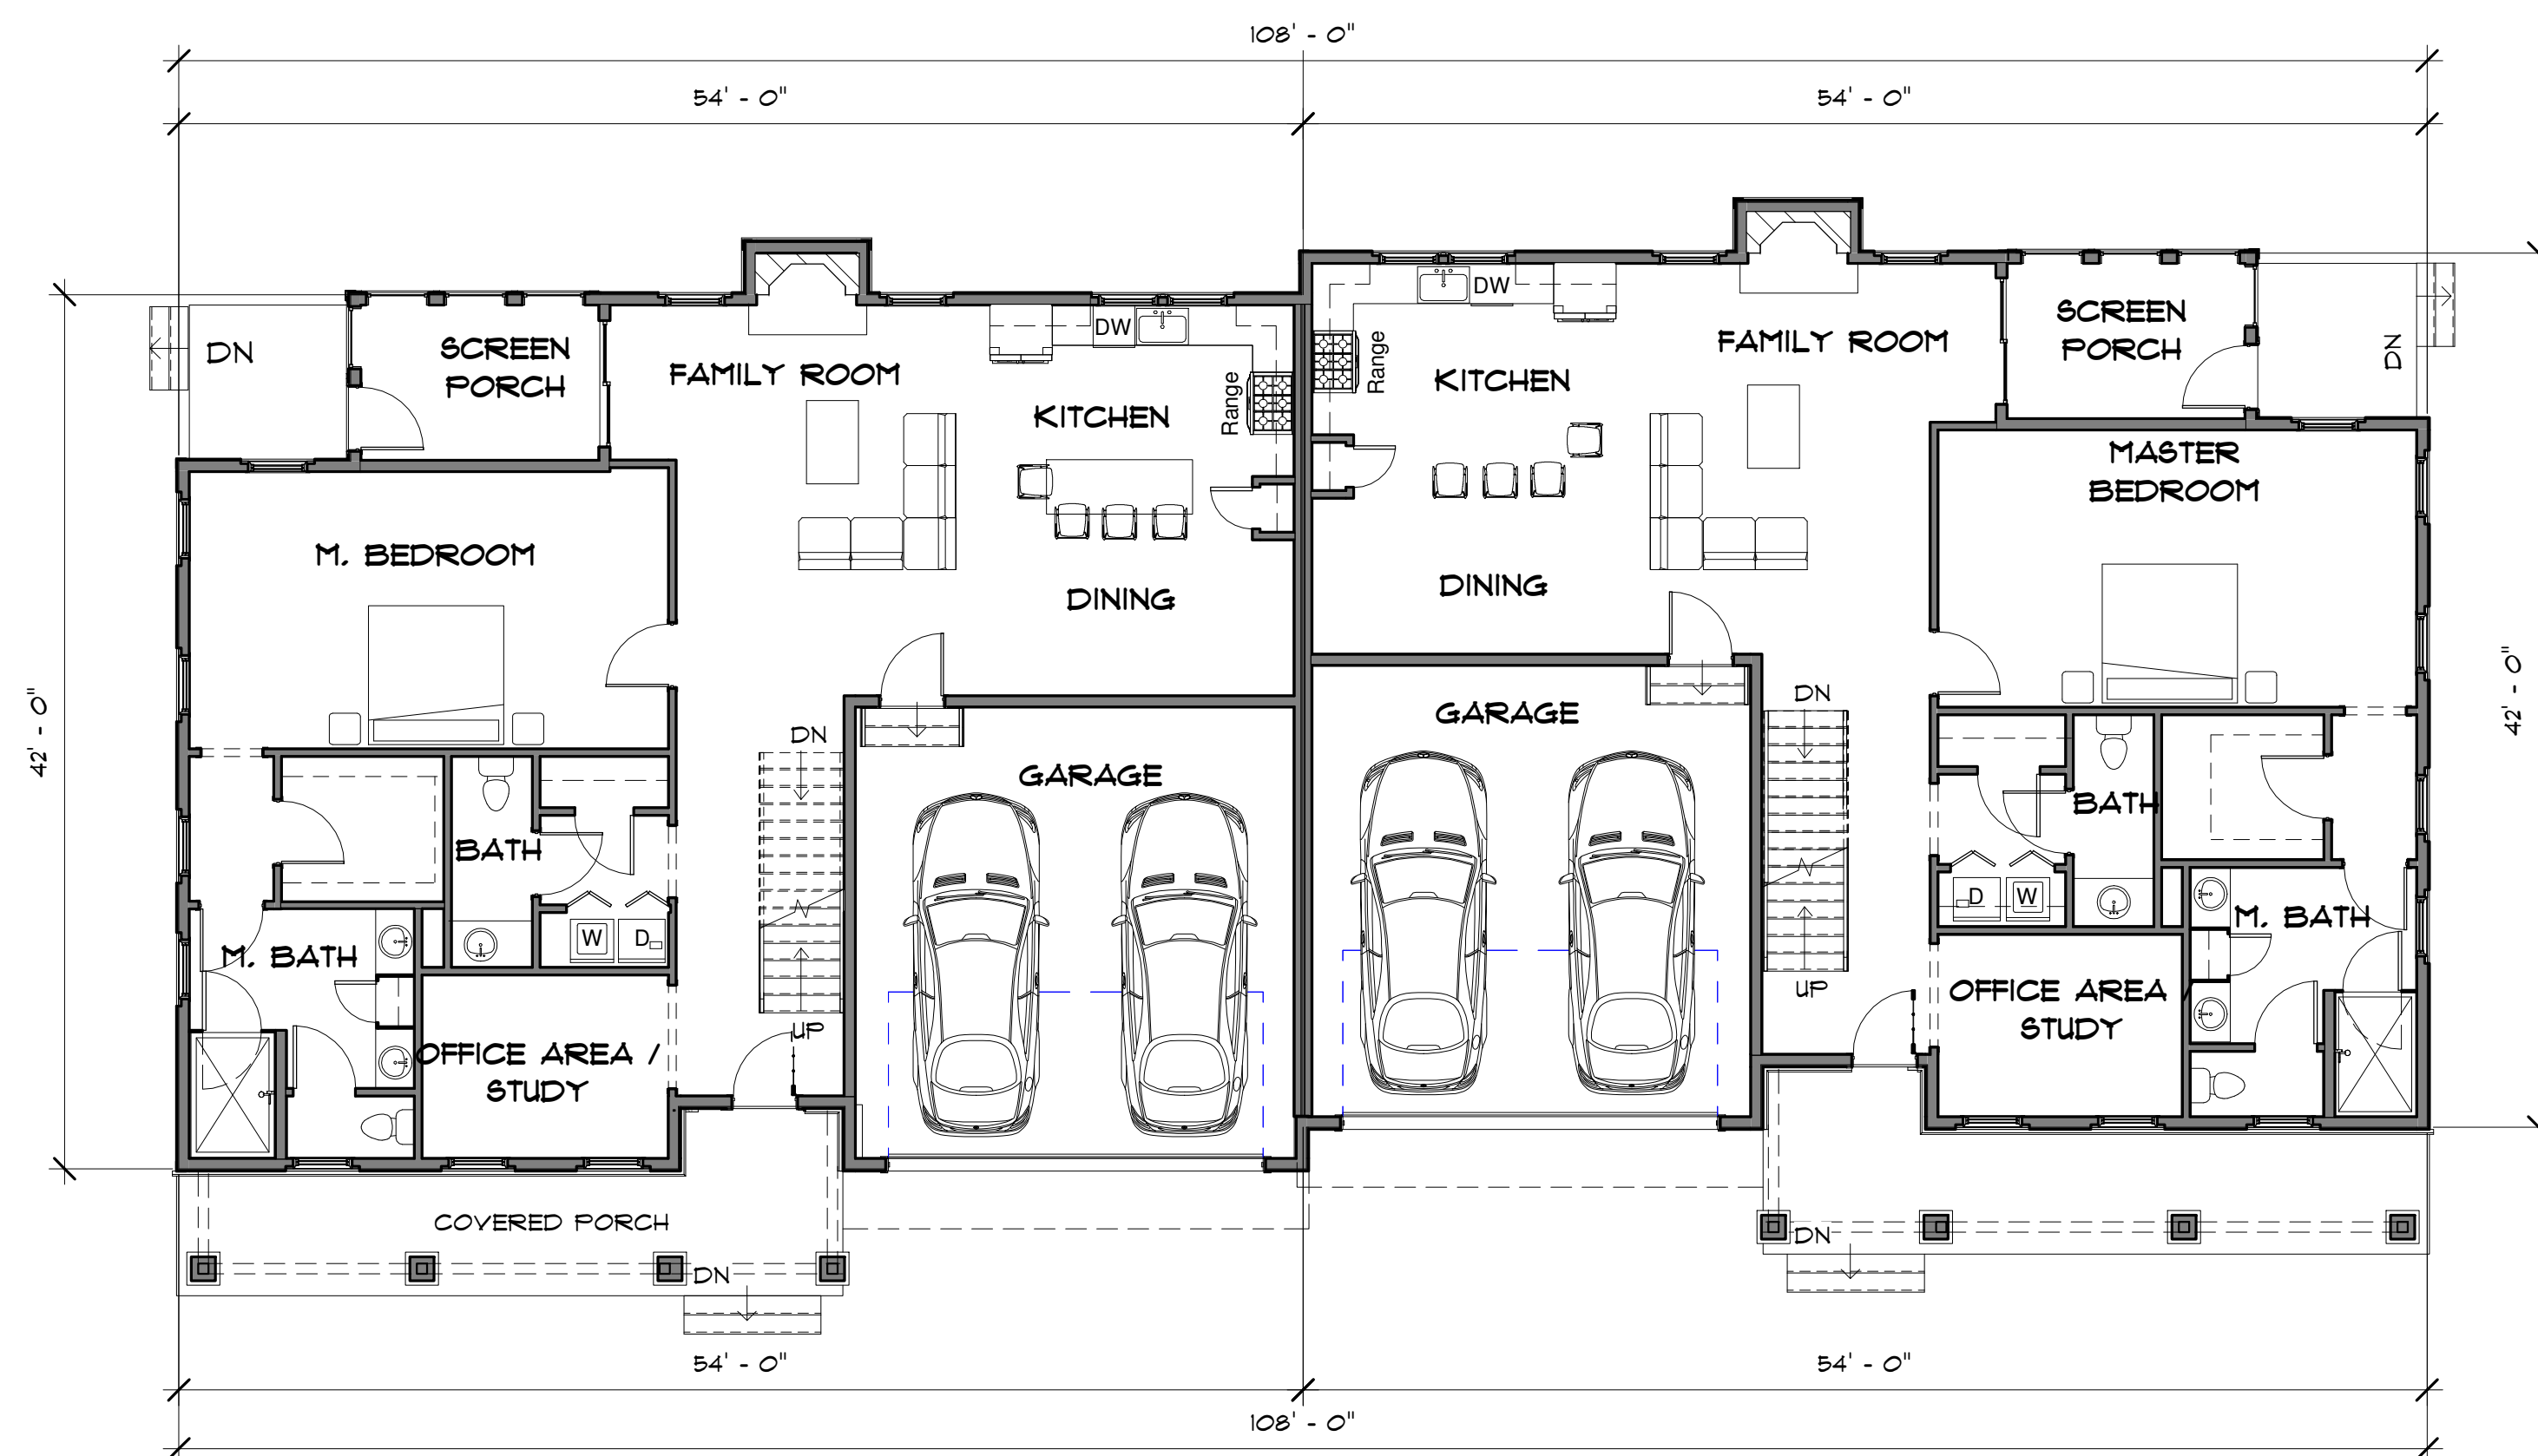 108' - 0"
54' - 0"
54' - 0"
DN
SCREEN
PORCH
FAMILY ROOM
DW
Range
KITCHEN
DINING
M. BEDROOM
DN
GARAGE
BATH
W
D
M. BATH
UP
OFFICE AREA /
STUDY
42' - 0"
COVERED PORCH
DN
DW
Range
KITCHEN
FAMILY ROOM
SCREEN
PORCH
DN
MASTER
BEDROOM
DINING
GARAGE
DN
BATH
D
W
M. BATH
UP
OFFICE AREA /
STUDY
42' - 0"
DN
54' - 0"
54' - 0"
108' - 0"